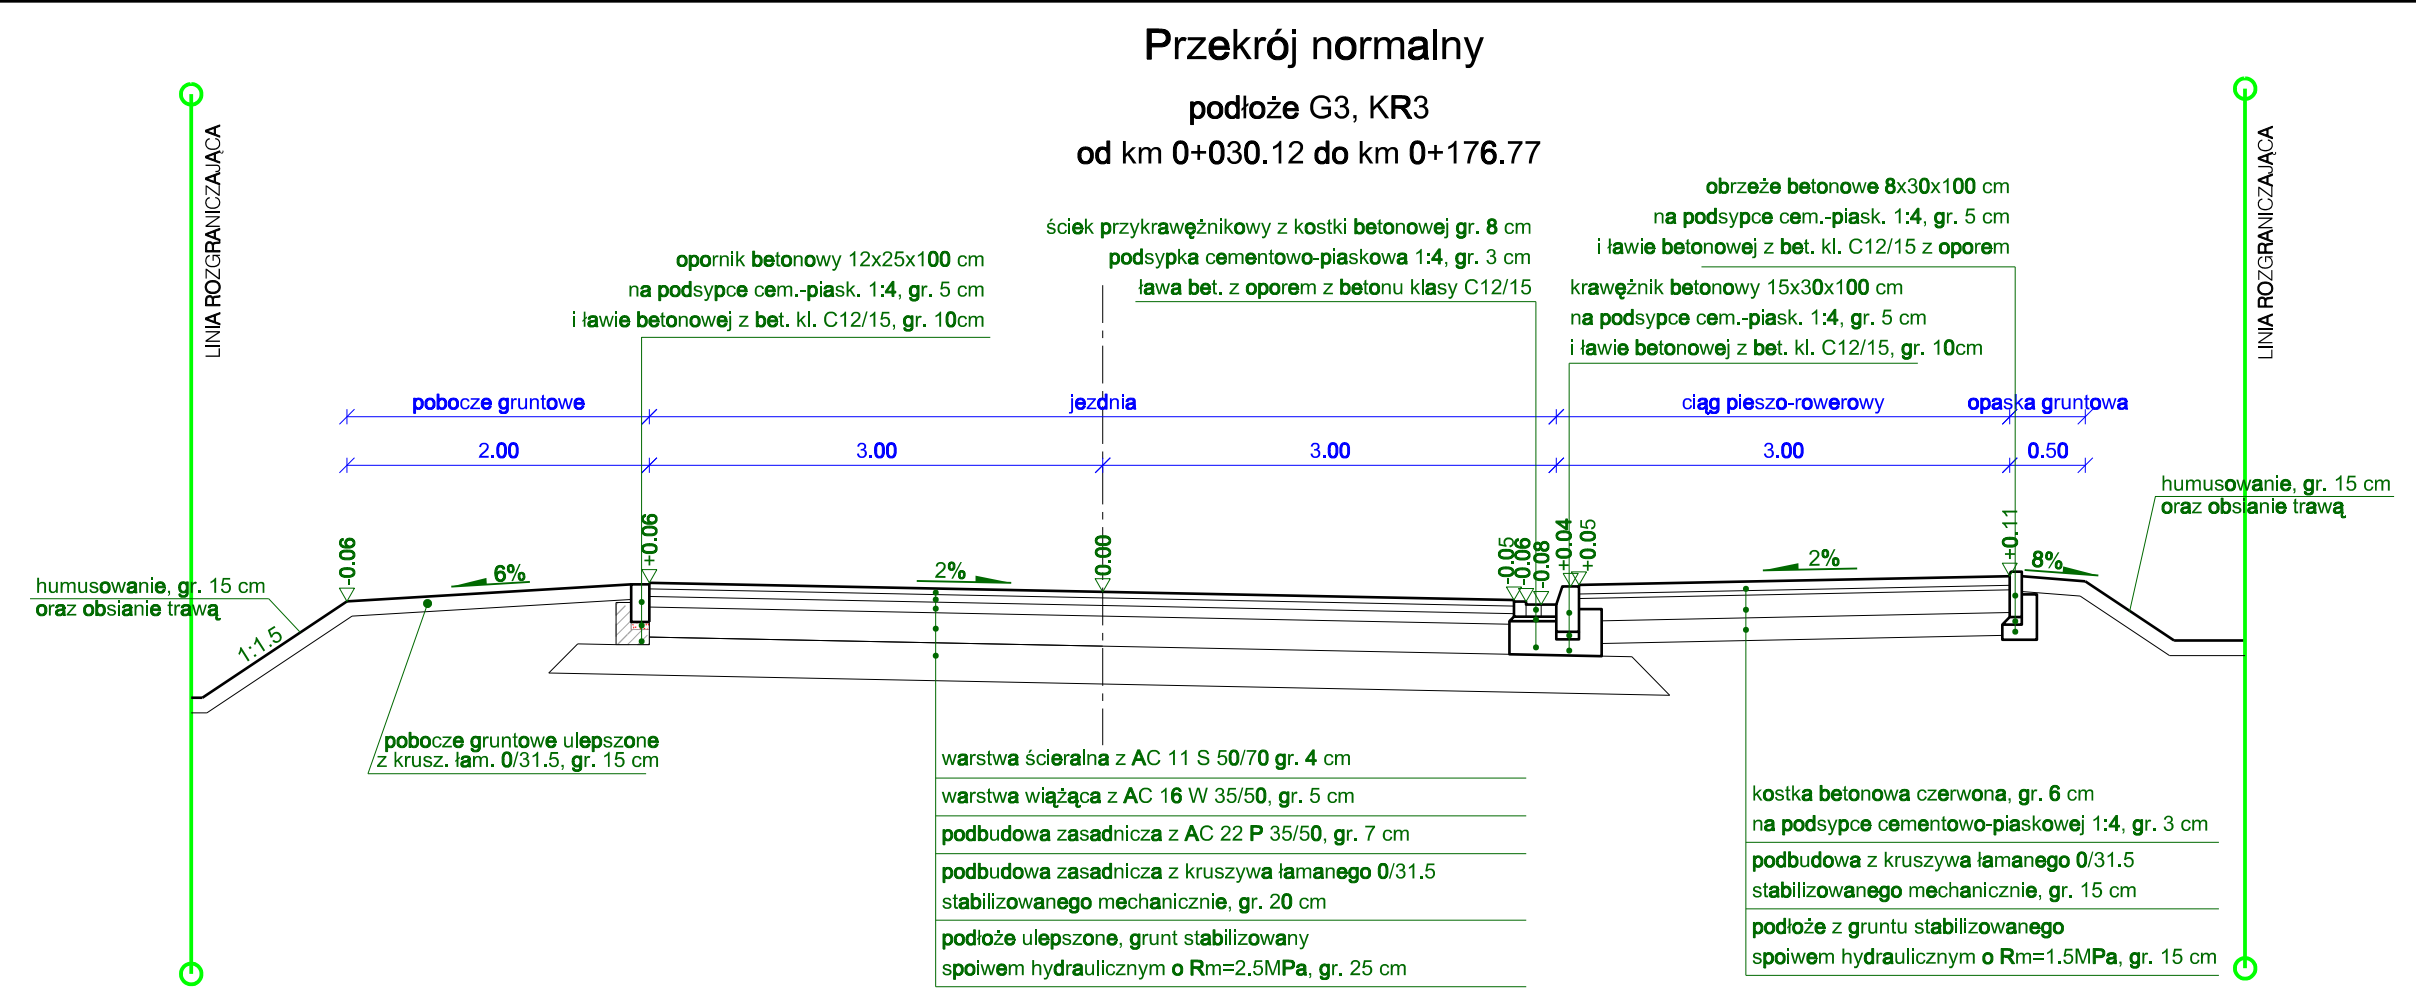 Przekrój normalny
podłoże G3, KR3
od km 0+030.12 do km 0+176.77
LINIA ROZGRANICZAJĄCA
LINIA ROZGRANICZAJĄCA
opornik betonowy 12x25x100 cm
na podsypce cem.-piask. 1:4, gr. 5 cm
i ławie betonowej z bet. kl. C12/15, gr. 10cm
ściek przykrawężnikowy z kostki betonowej gr. 8 cm
podsypka cementowo-piaskowa 1:4, gr. 3 cm
ława bet. z oporem z betonu klasy C12/15
obrzeże betonowe 8x30x100 cm
na podsypce cem.-piask. 1:4, gr. 5 cm
i ławie betonowej z bet. kl. C12/15 z oporem
krawężnik betonowy 15x30x100 cm
na podsypce cem.-piask. 1:4, gr. 5 cm
i ławie betonowej z bet. kl. C12/15, gr. 10cm
pobocze gruntowe
jezdnia
ciąg pieszo-rowerowy
opaska gruntowa
2.00
3.00
3.00
3.00
0.50
humusowanie, gr. 15 cm
oraz obsianie trawą
humusowanie, gr. 15 cm
oraz obsianie trawą
-0.06
+0.06
0.00
-0.05
-0.06
-0.08
+0.04
+0.05
+0.11
6%
2%
2%
8%
1:1.5
pobocze gruntowe ulepszone
z krusz. łam. 0/31.5, gr. 15 cm
warstwa ścieralna z AC 11 S 50/70 gr. 4 cm
warstwa wiążąca z AC 16 W 35/50, gr. 5 cm
podbudowa zasadnicza z AC 22 P 35/50, gr. 7 cm
podbudowa zasadnicza z kruszywa łamanego 0/31.5
stabilizowanego mechanicznie, gr. 20 cm
podłoże ulepszone, grunt stabilizowany
spoiwem hydraulicznym o Rm=2.5MPa, gr. 25 cm
kostka betonowa czerwona, gr. 6 cm
na podsypce cementowo-piaskowej 1:4, gr. 3 cm
podbudowa z kruszywa łamanego 0/31.5
stabilizowanego mechanicznie, gr. 15 cm
podłoże z gruntu stabilizowanego
spoiwem hydraulicznym o Rm=1.5MPa, gr. 15 cm